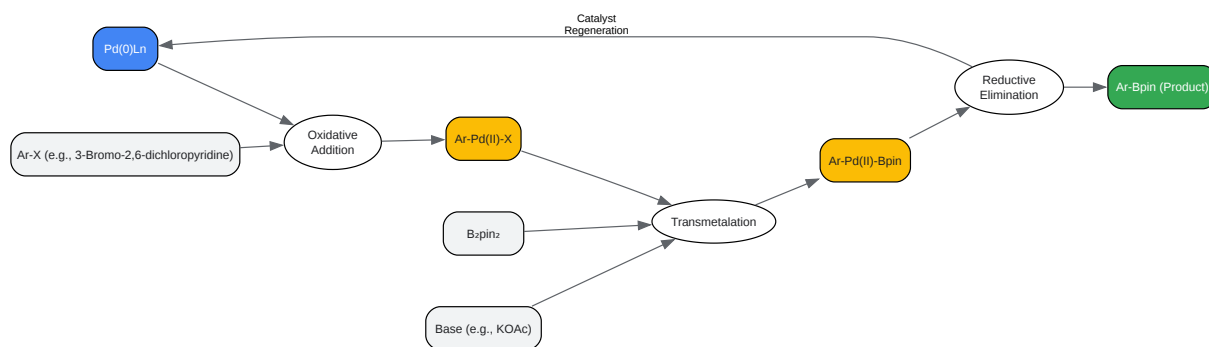 Catalyst
Regeneration
Pd(0)Ln
Reductive
Elimination
Ar-Bpin (Product)
Oxidative
Addition
Ar-Pd(II)-X
Ar-X (e.g., 3-Bromo-2,6-dichloropyridine)
Ar-Pd(II)-Bpin
Transmetalation
B₂pin₂
Base (e.g., KOAc)